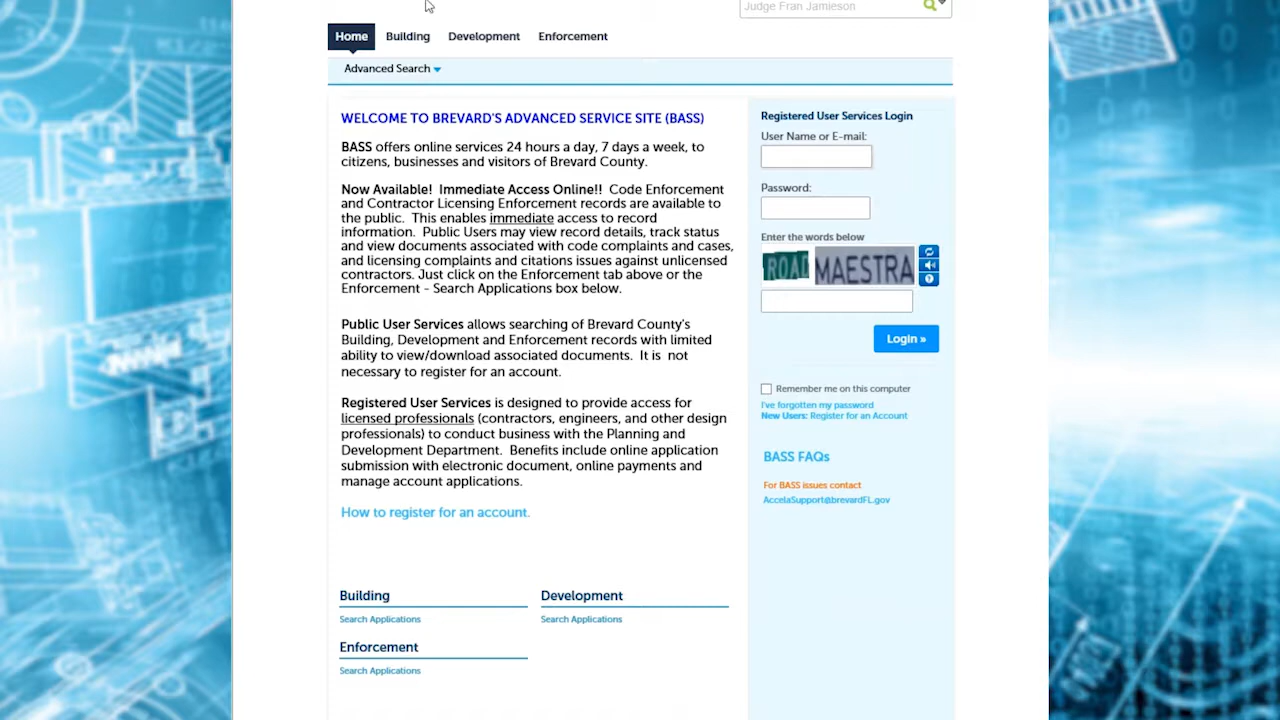 Judge Fran Jamieson
Home Building Development Enforcement
Advanced Search
WELCOME TO BREVARD'S ADVANCED SERVICE SITE (BASS)
BASS offers online services 24 hours a day, 7 days a week, to
citizens, businesses and visitors of Brevard County.
Now Available! Immediate Access Online!! Code Enforcement
and Contractor Licensing Enforcement records are available to
the public. This enables immediate access to record
information. Public Users may view record details, track status
and view documents associated with code complaints and cases,
and licensing complaints and citations issues against unlicensed
contractors. Just click on the Enforcement tab above or the
Enforcement - Search Applications box below.
Public User Services allows searching of Brevard County's
Building, Development and Enforcement records with limited
ability to view/download associated documents. It is not
necessary to register for an account.
Registered User Services is designed to provide access for
licensed professionals (contractors, engineers, and other design
professionals) to conduct business with the Planning and
Development Department. Benefits include online application
submission with electronic document, online payments and
manage account applications.
How to register for an account.
Building
Search Applications
Development
Search Applications
Enforcement
Search Applications
Registered User Services Login
User Name or E-mail:
Password:
Enter the words below
ROAD MAESTRA
Login »
Remember me on this computer
I've forgotten my password
New Users: Register for an Account
BASS FAQs
For BASS issues contact
AccelaSupport@brevardFL.gov